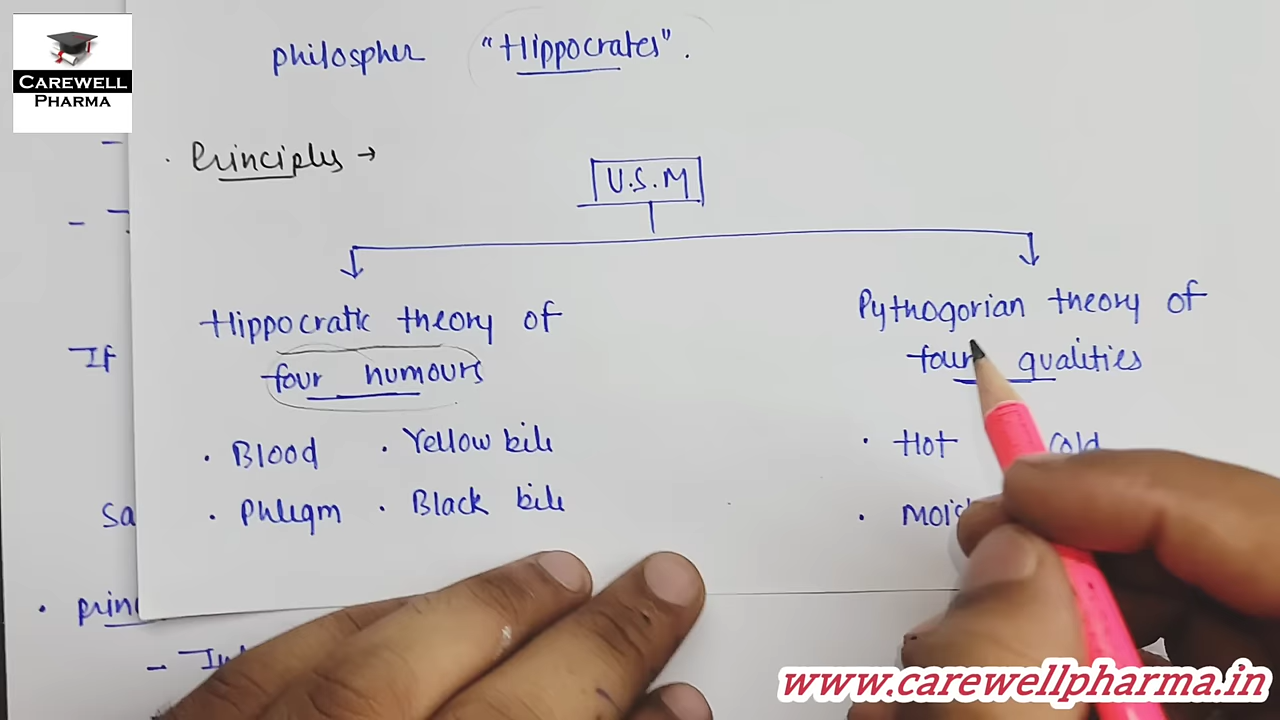 CAREWELL
PHARMA
philospher "Hippocrates".
· Principles →
U.S.M
Hippocratic theory of
four humours
· Blood · Yellow bile
· Phlegm · Black bile
Pythogorian theory of
four qualities
· Hot Cold
·
If
Sa
·
www.carewellpharma.in